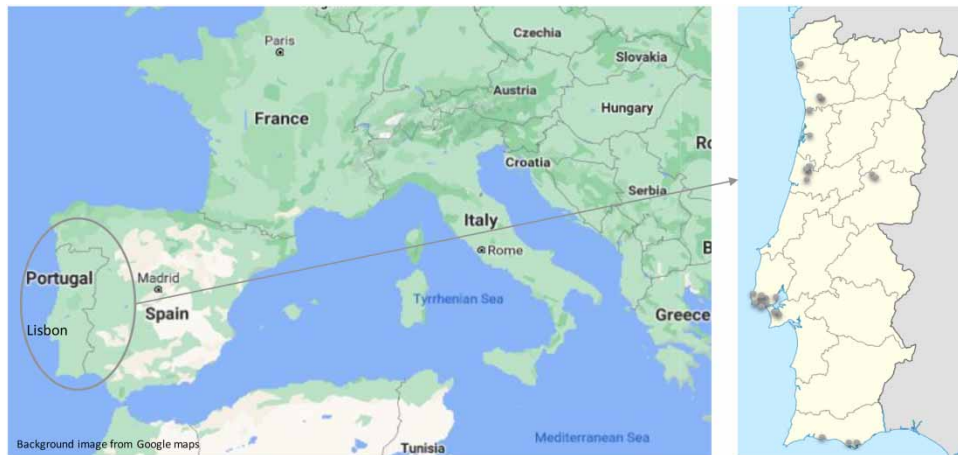 Paris
Czechia
Slovakia
Austria
France
Hungary
Ro
Croatia
Serbia
Italy
Rome
B
Portugal
Madrid
Tyrrhenian Sea
Spain
Greece
Lisbon
Background image from Google maps
Tunisia
Mediterranean Sea